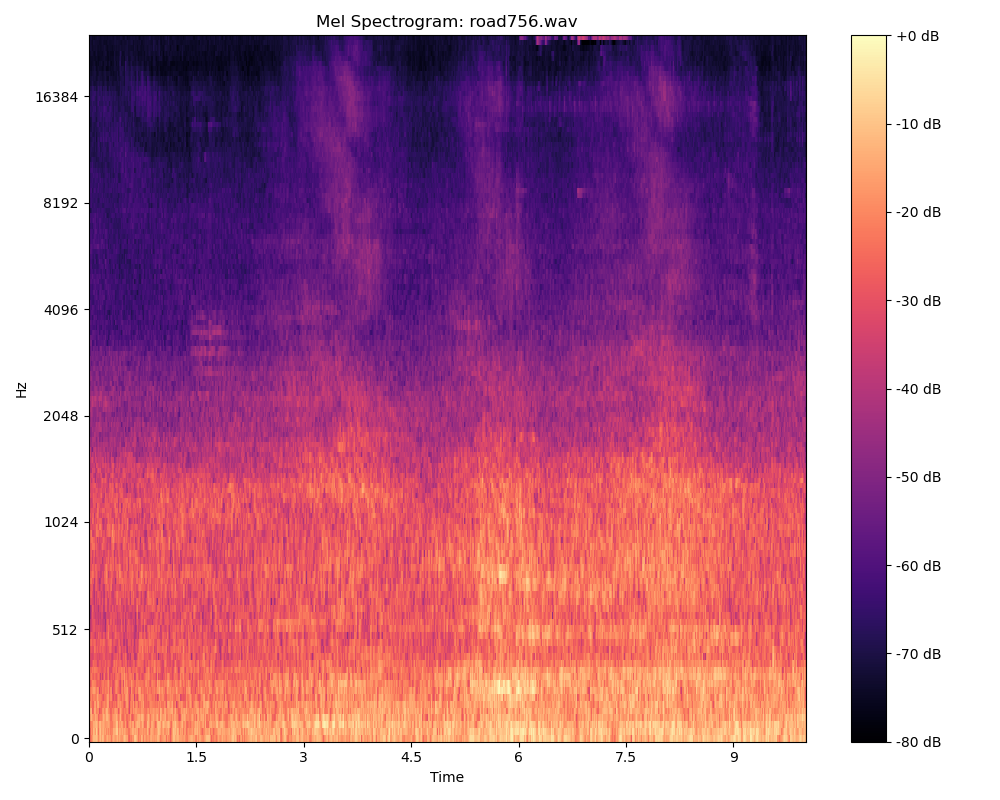 Mel Spectrogram: road756.wav
Hz
16384
8192
4096
2048
1024
512
0
0 1.5 3 4.5 6 7.5 9
Time
+0 dB
-10 dB
-20 dB
-30 dB
-40 dB
-50 dB
-60 dB
-70 dB
-80 dB